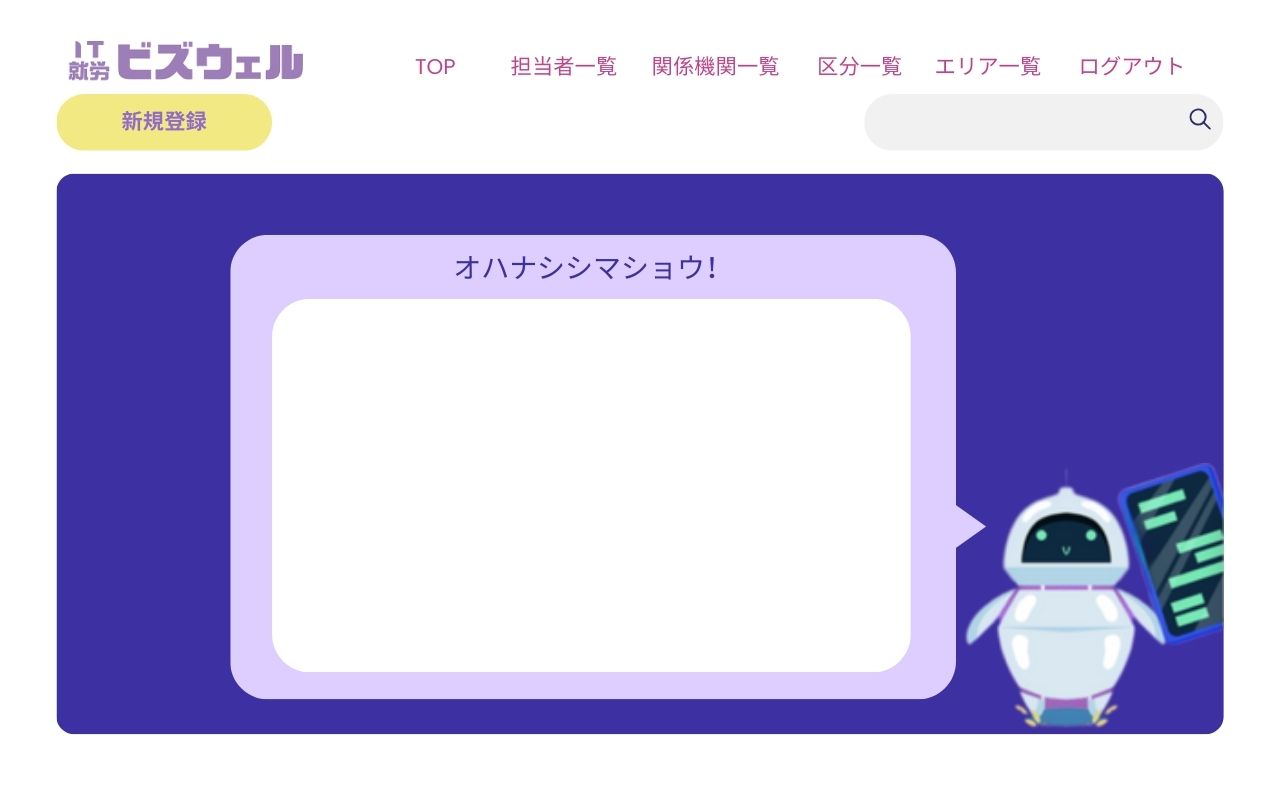 IT
就労
ビズウェル
TOP
担当者一覧
関係機関一覧
区分一覧
エリア一覧
ログアウト
新規登録
オハナシシマショウ!